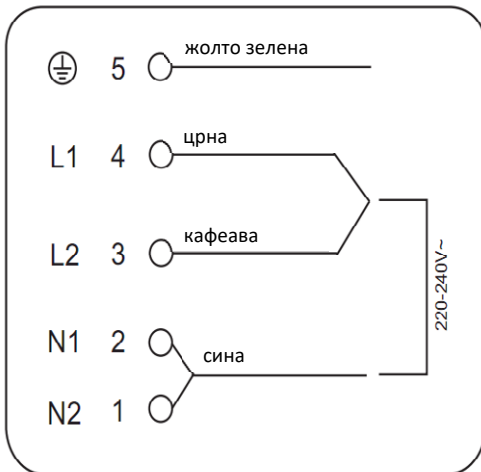 5 жолто зелена
L1 4 црна
L2 3 кафеава
N1 2
сина
N2 1
220-240V~